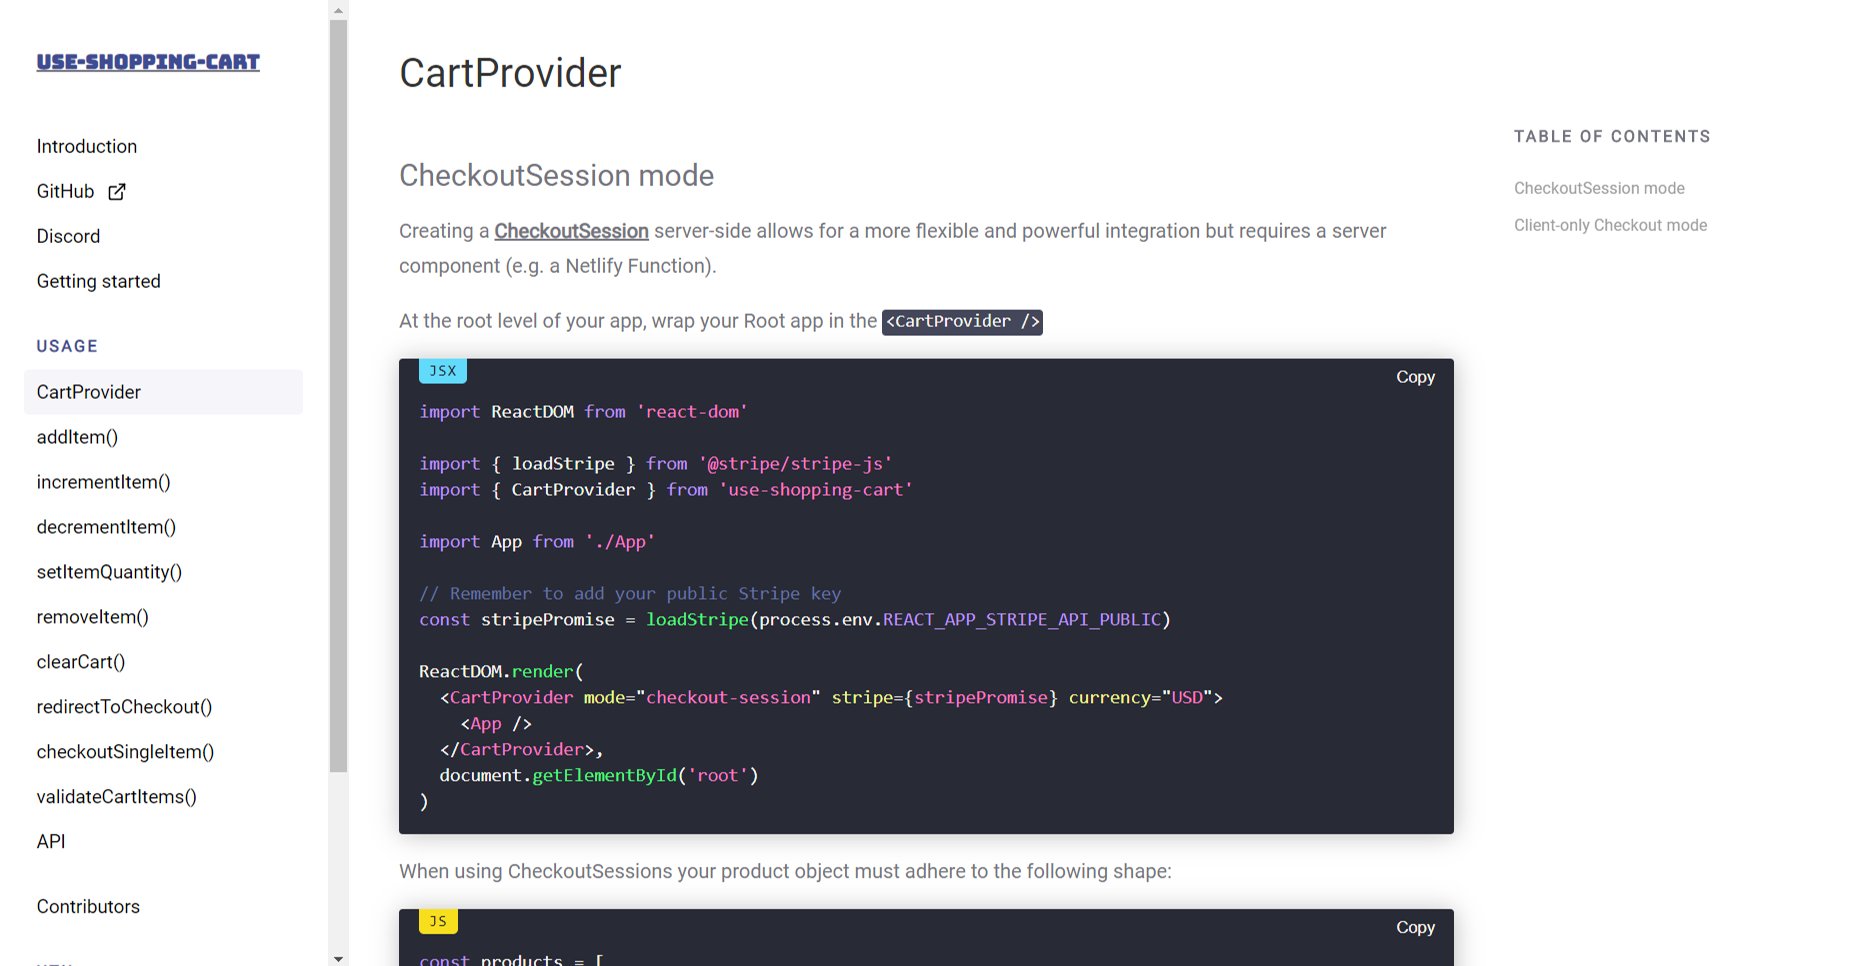 USE-SHOPPING-CART
Introduction
GitHub
Discord
Getting started
USAGE
CartProvider
addItem()
incrementItem()
decrementItem()
setItemQuantity()
removeItem()
clearCart()
redirectToCheckout()
checkoutSingleItem()
validateCartItems()
API
Contributors
CartProvider
CheckoutSession mode
Creating a CheckoutSession server-side allows for a more flexible and powerful integration but requires a server
component (e.g. a Netlify Function).
At the root level of your app, wrap your Root app in the <CartProvider />
JSX
Copy
import ReactDOM from 'react-dom'
import { loadStripe } from '@stripe/stripe-js'
import { CartProvider } from 'use-shopping-cart'
import App from './App'
// Remember to add your public Stripe key
const stripePromise = loadStripe(process.env.REACT_APP_STRIPE_API_PUBLIC)
ReactDOM.render(
<CartProvider mode="checkout-session" stripe={stripePromise} currency="USD">
<App />
</CartProvider>,
document.getElementById('root')
)
When using CheckoutSessions your product object must adhere to the following shape:
JS
Copy
const products = [
TABLE OF CONTENTS
CheckoutSession mode
Client-only Checkout mode